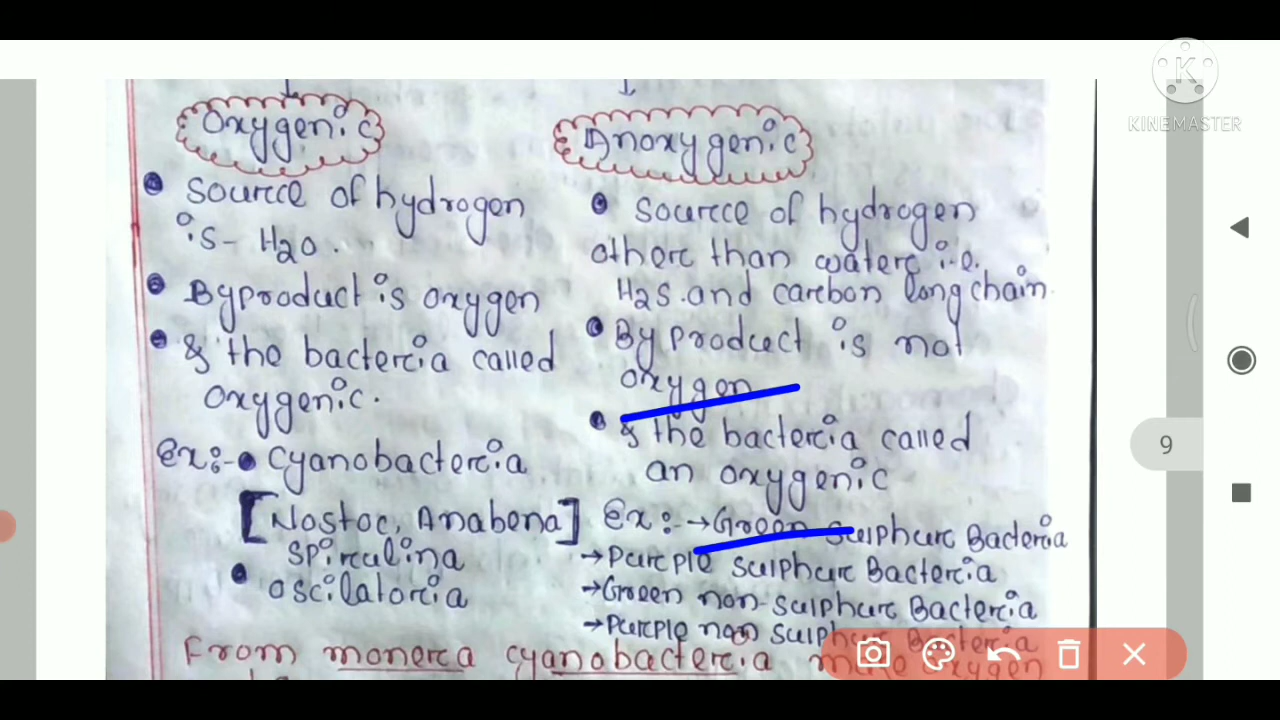 KINEMASTER
Oxygenic
source of hydrogen
is - H2O.
Byproduct is oxygen
& the bacteria called
oxygenic.
Ex:- Cyanobacteria
[Nostoc, Anabena]
Spirulina
oscilatoria
Anoxygenic
source of hydrogen
other than water i.e.
H2S. and carbon long chain
By product is not
oxygen
& the bacteria called
an oxygenic
Ex:- →Green sulphur Bacteria
→Purple sulphur Bacteria
→Green non-sulphur Bacteria
→Purple non sulphur Bacteria
From monera cyanobacteria more oxygen
9